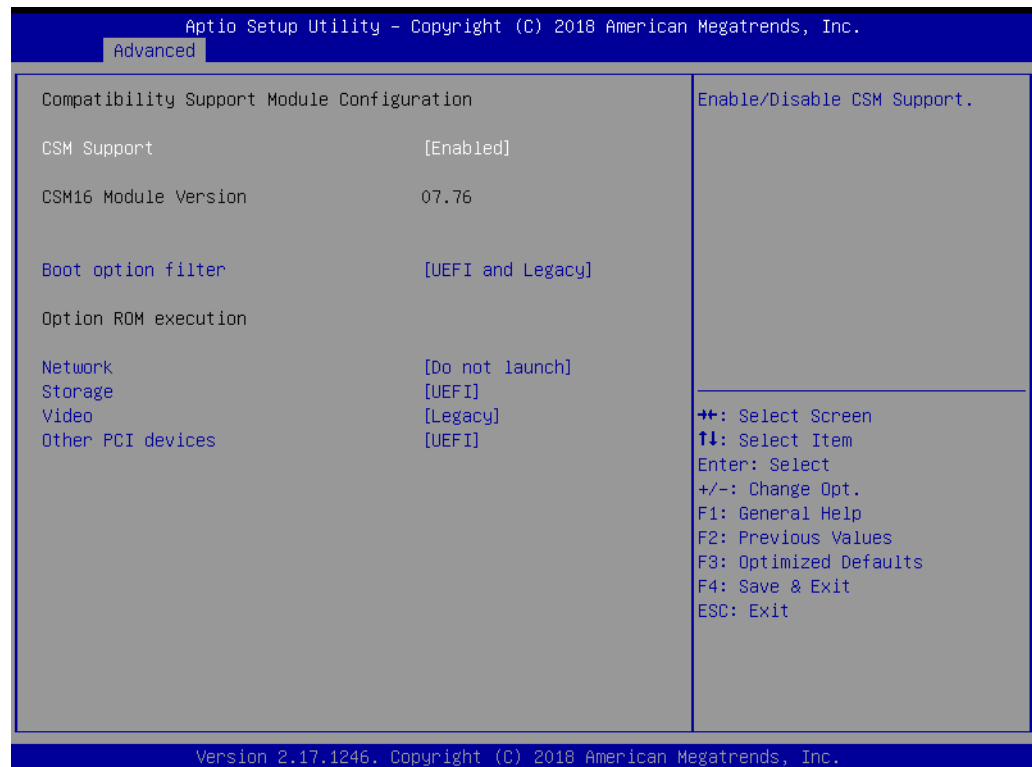 Aptio Setup Utility – Copyright (C) 2018 American Megatrends, Inc.
Advanced
Compatibility Support Module Configuration
CSM Support [Enabled]
CSM16 Module Version 07.76
Boot option filter [UEFI and Legacy]
Option ROM execution
Network [Do not launch]
Storage [UEFI]
Video [Legacy]
Other PCI devices [UEFI]
Enable/Disable CSM Support.
→←: Select Screen
↑↓: Select Item
Enter: Select
+/-: Change Opt.
F1: General Help
F2: Previous Values
F3: Optimized Defaults
F4: Save & Exit
ESC: Exit
Version 2.17.1246. Copyright (C) 2018 American Megatrends, Inc.